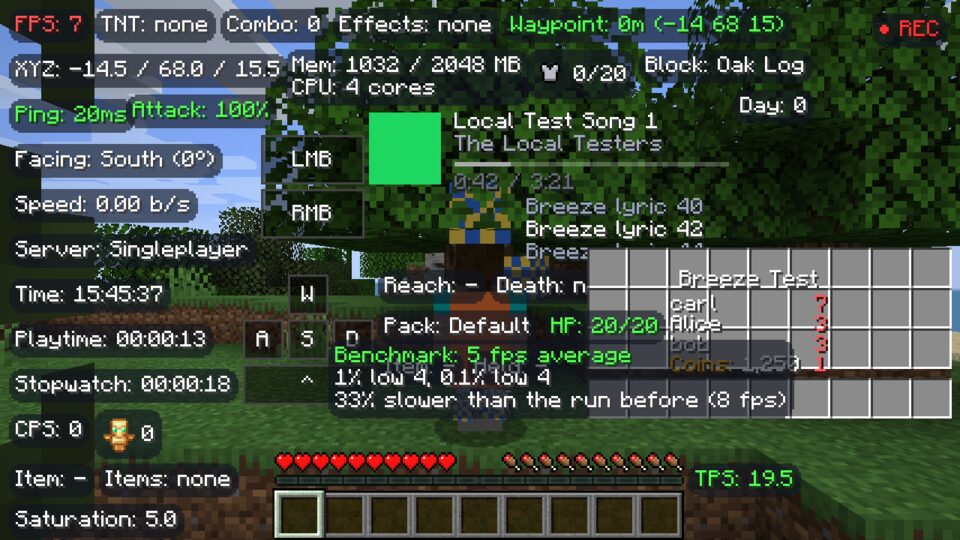 FPS: 7 TNT: none Combo: 0 Effects: none Waypoint: 0m (-14 68 15) REC
XYZ: -14.5 / 68.0 / 15.5 Mem: 1032 / 2048 MB 0/20 Block: Oak Log
CPU: 4 cores
Ping: 20ms Attack: 100% Day: 0
Local Test Song 1
The Local Testers
Facing: South (0°) LMB
0:42 / 3:21
Speed: 0.00 b/s RMB Breeze lyric 40
Breeze lyric 42
Server: Singleplayer Breeze
Breeze Test
Time: 15:45:37 W Reach: - Death: n
carl 7
Alice 3
Playtime: 00:00:13 A S D Pack: Default HP: 20/20
bob 3
Benchmark: 5 fps average
Coins: 1,250 1
1% low 4, 0.1% low 4
Stopwatch: 00:00:18 ^ 33% slower than the run before (8 fps)
CPS: 0 0
Item: - Items: none TPS: 19.5
Saturation: 5.0